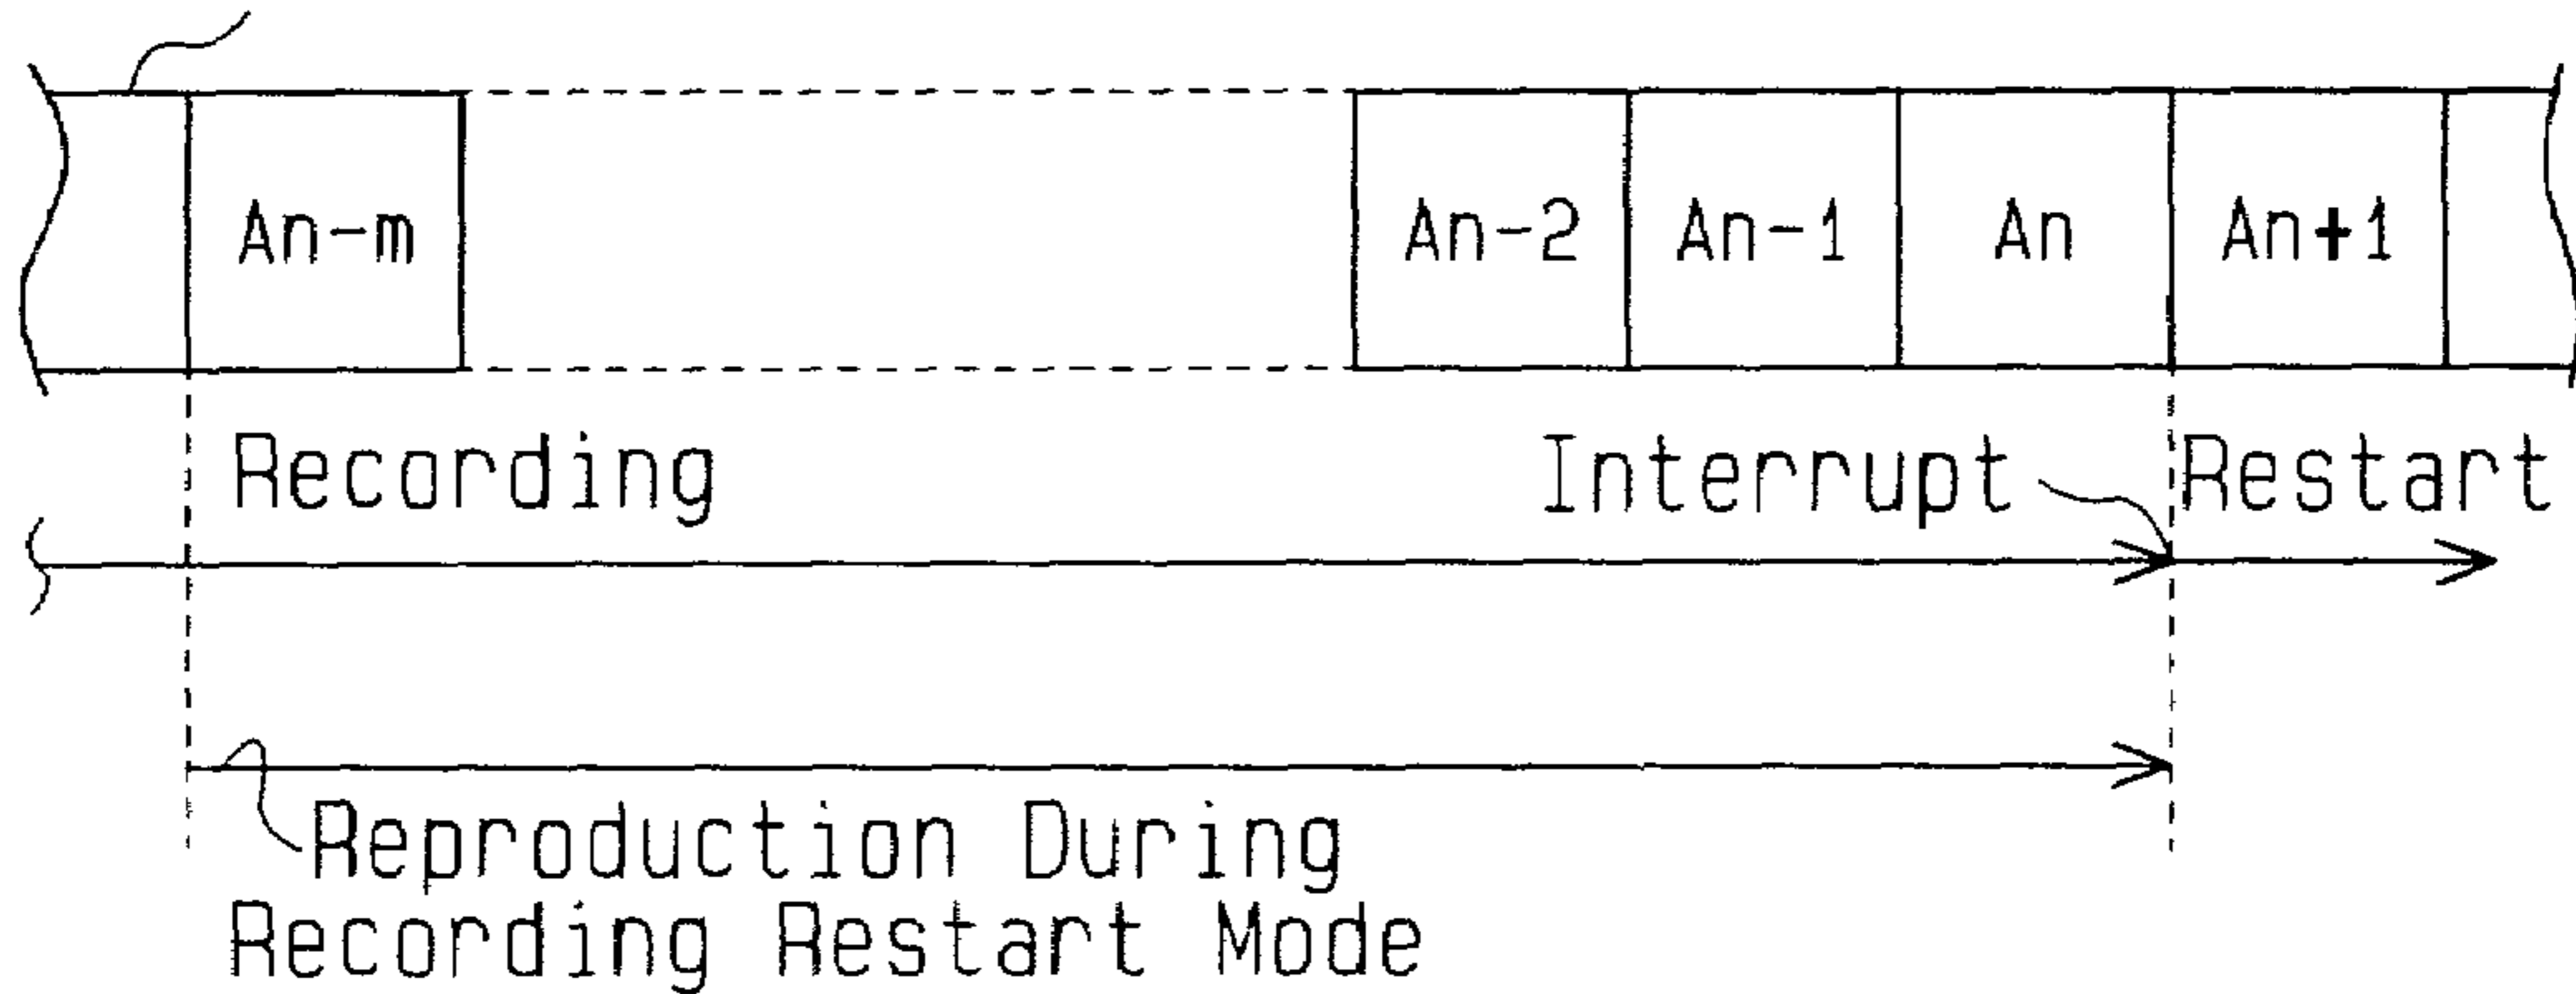 An-m An-2 An-1 An An+1
Recording Interrupt Restart
Reproduction During
Recording Restart Mode